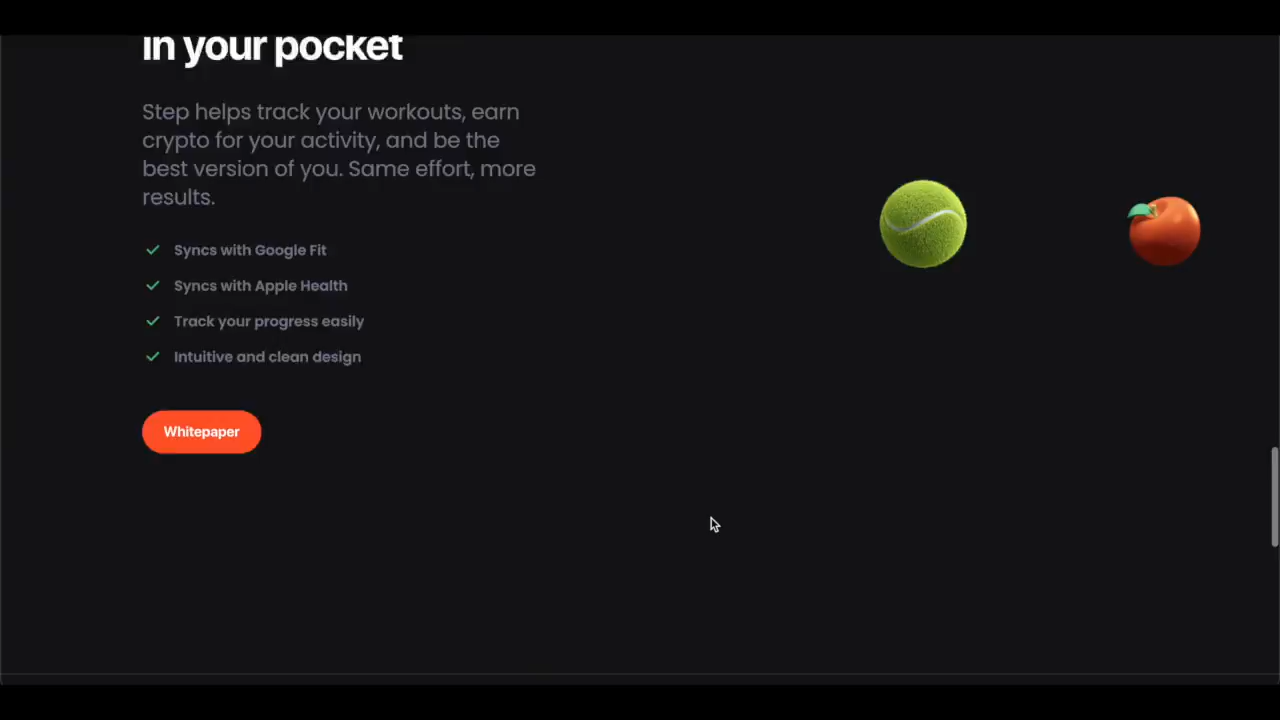 in your pocket
Step helps track your workouts, earn
crypto for your activity, and be the
best version of you. Same effort, more
results.
Syncs with Google Fit
Syncs with Apple Health
Track your progress easily
Intuitive and clean design
Whitepaper